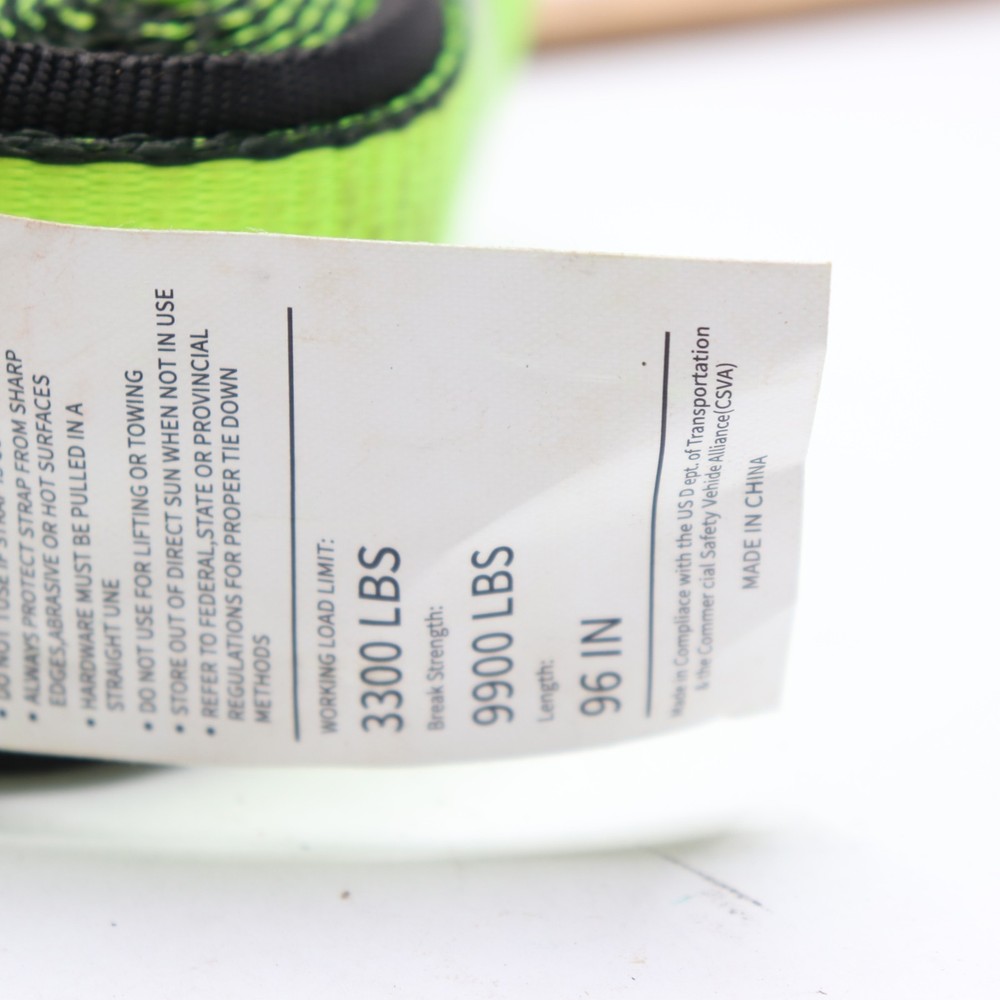 • DO NOT USE IF STRAP
• ALWAYS PROTECT STRAP FROM SHARP
EDGES,ABRASIVE OR HOT SURFACES
• HARDWARE MUST BE PULLED IN A
STRAIGHT UNE
• DO NOT USE FOR LIFTING OR TOWING
• STORE OUT OF DIRECT SUN WHEN NOT IN USE
• REFER TO FEDERAL,STATE OR PROVINCIAL
REGULATIONS FOR PROPER TIE DOWN
METHODS
WORKING LOAD LIMIT:
3300 LBS
Break Strength:
9900 LBS
Length:
96 IN
Made in Compliace with the US D ept. of Transportation
& the Commer cial Safety Vehide Alliance(CSVA)
MADE IN CHINA